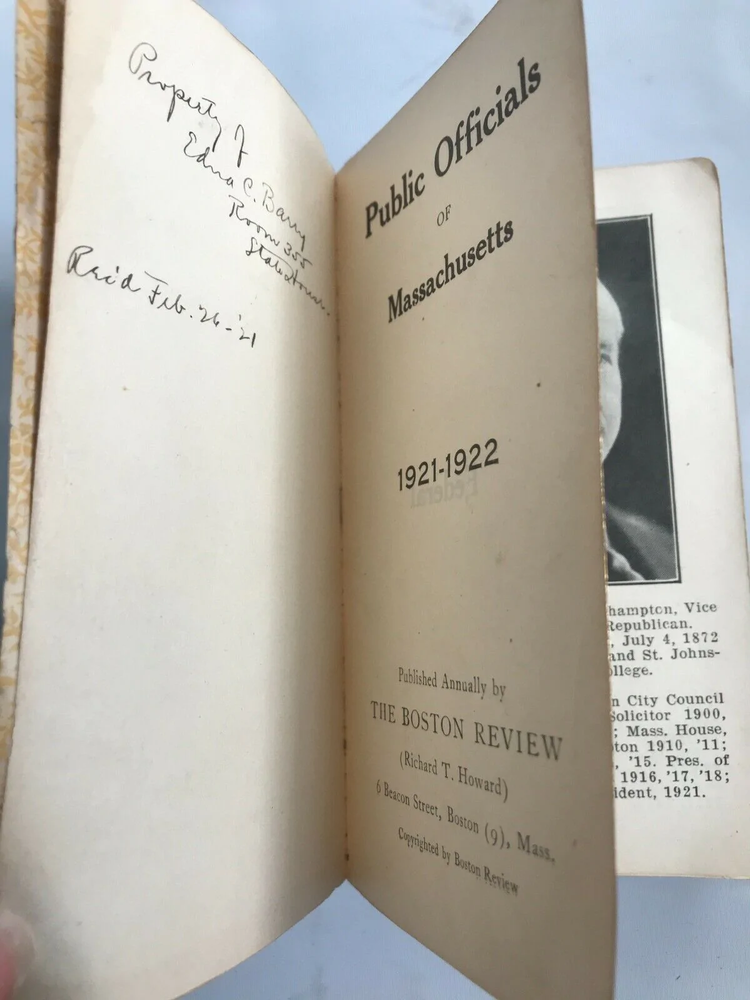 Property of
Edna C. Barry
Room 355
State House.
Rec'd Feb. 26-'21
Public Officials
OF
Massachusetts
1921-1922
Federal
Published Annually by
THE BOSTON REVIEW
(Richard T. Howard)
6 Beacon Street, Boston (9), Mass.
Copyrighted by Boston Review
hampton, Vice
Republican.
, July 4, 1872
and St. Johns-
ollege.
n City Council
Solicitor 1900,
; Mass. House,
ton 1910, '11;
, '15. Pres. of
1916, '17, '18;
ident, 1921.